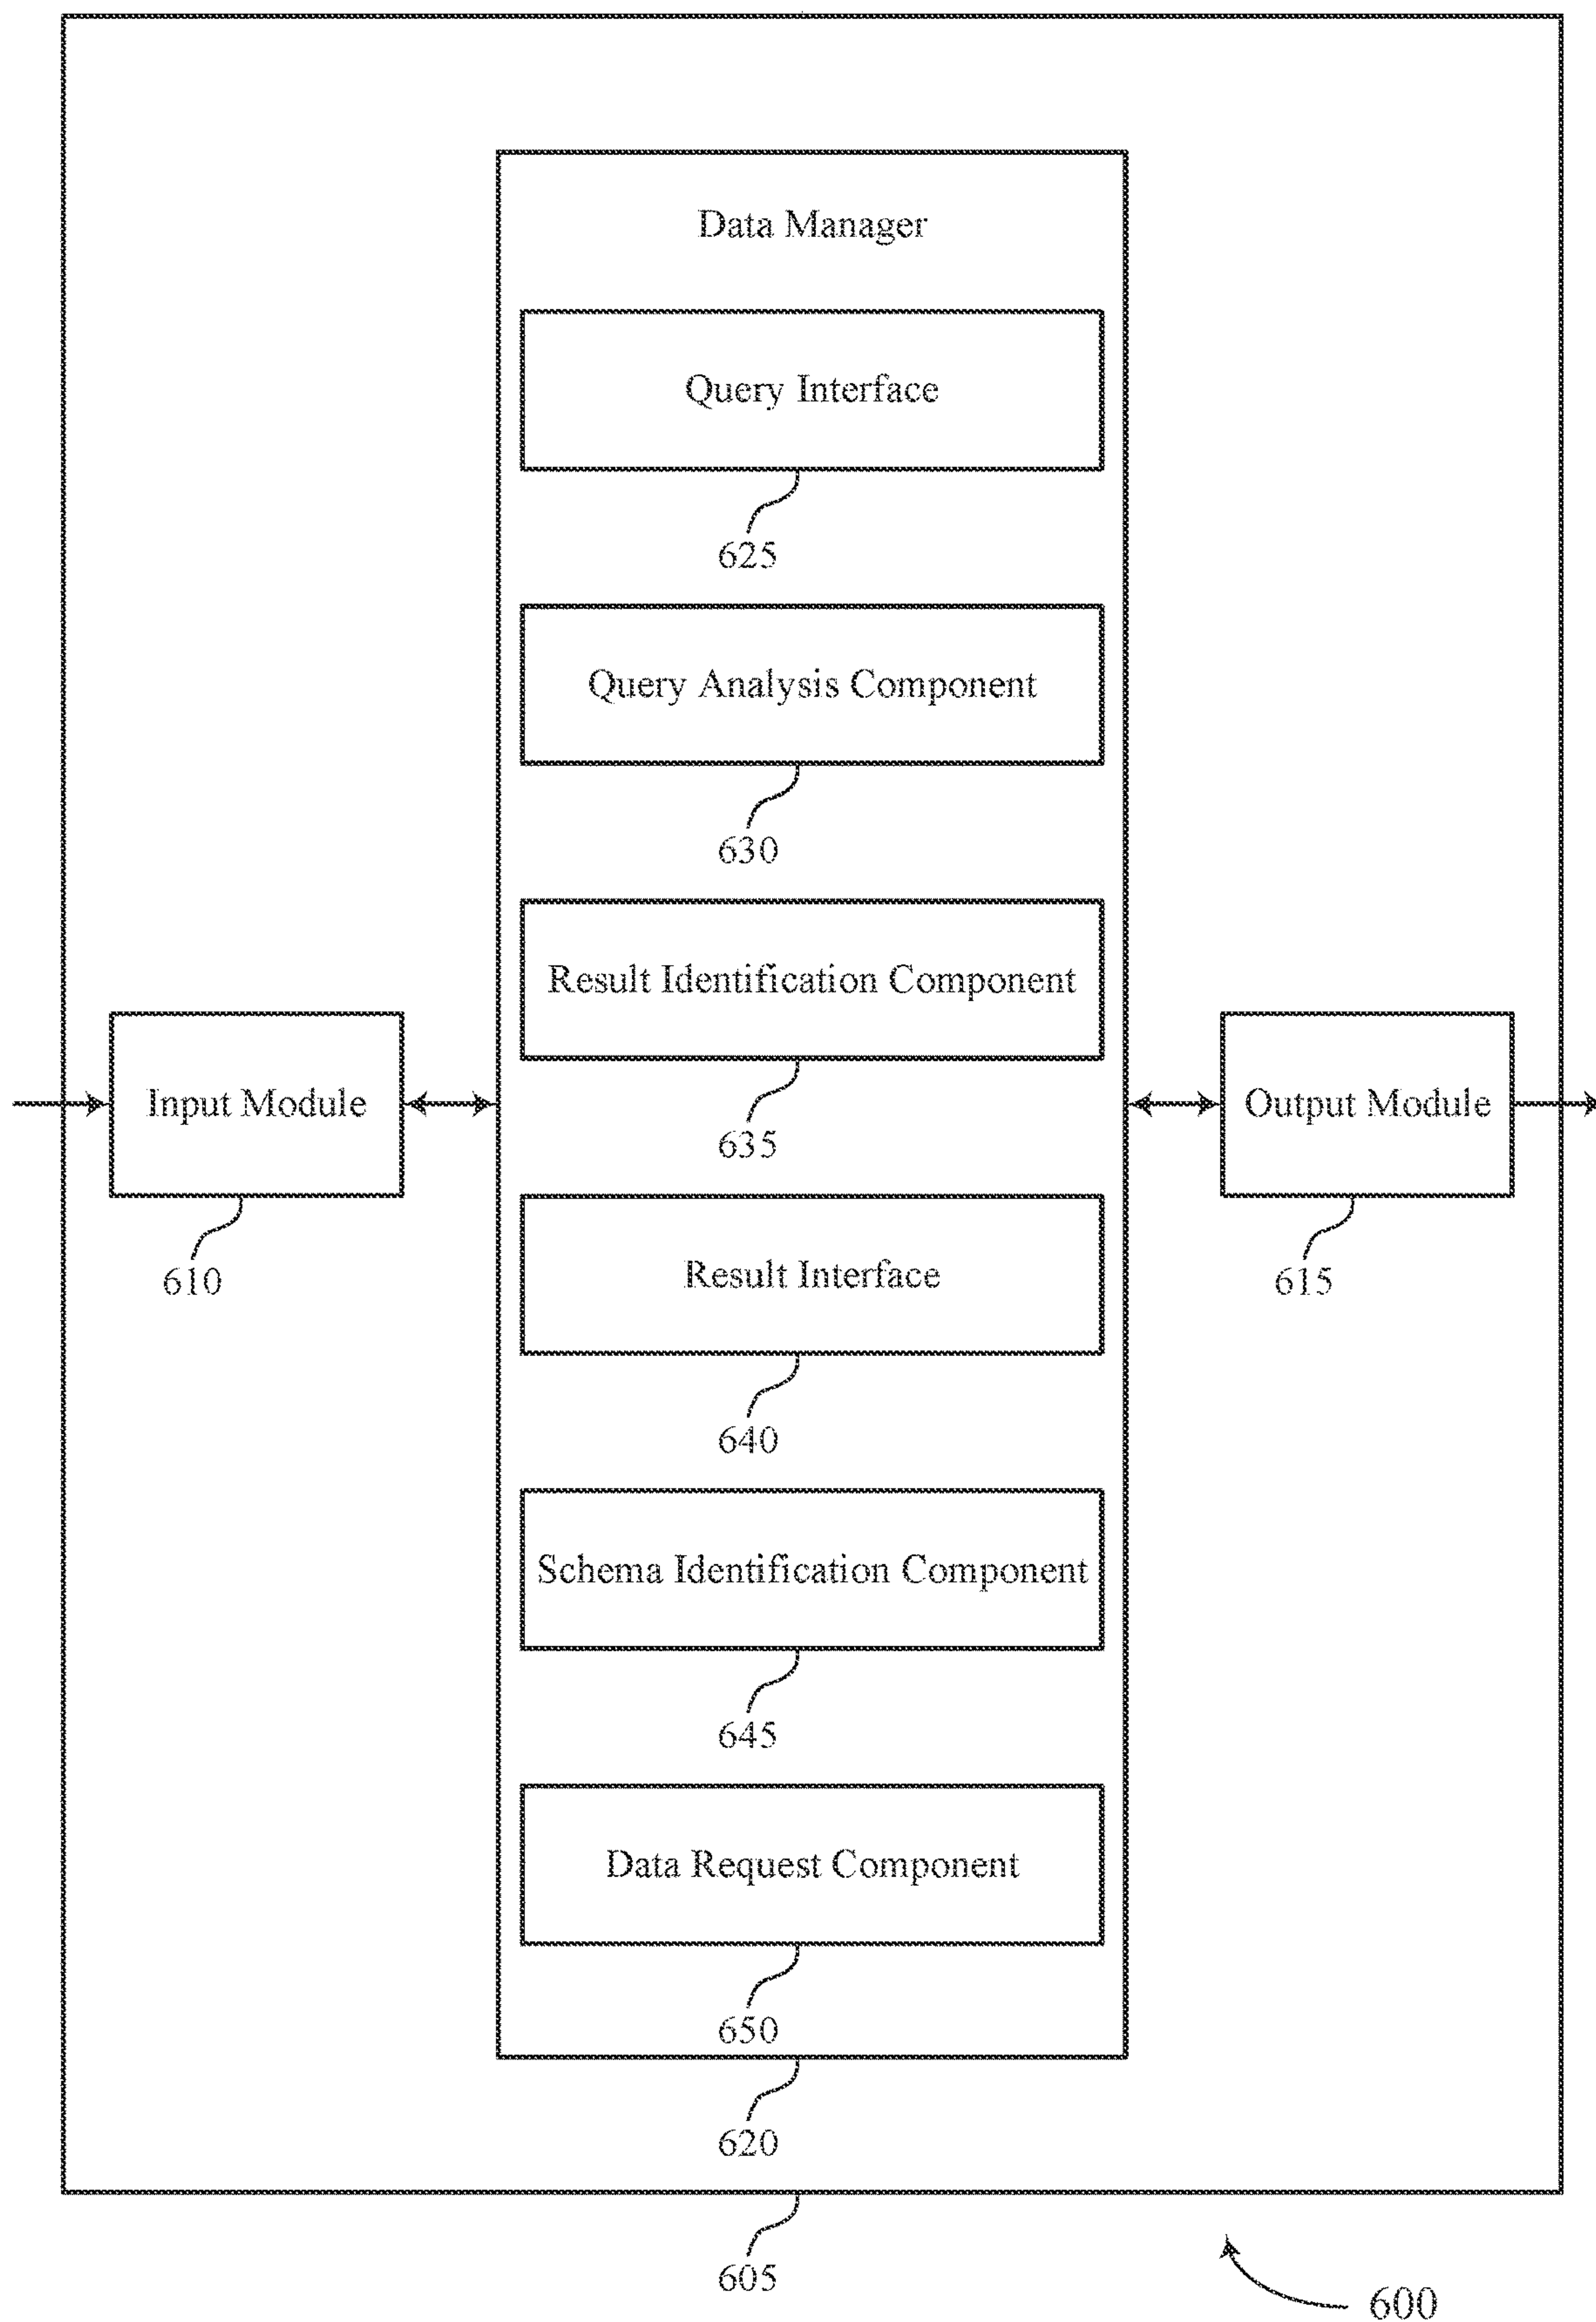 Data Manager
Query Interface
625
Query Analysis Component
630
Result Identification Component
635
Input Module
610
Output Module
615
Result Interface
640
Schema Identification Component
645
Data Request Component
650
620
605
600